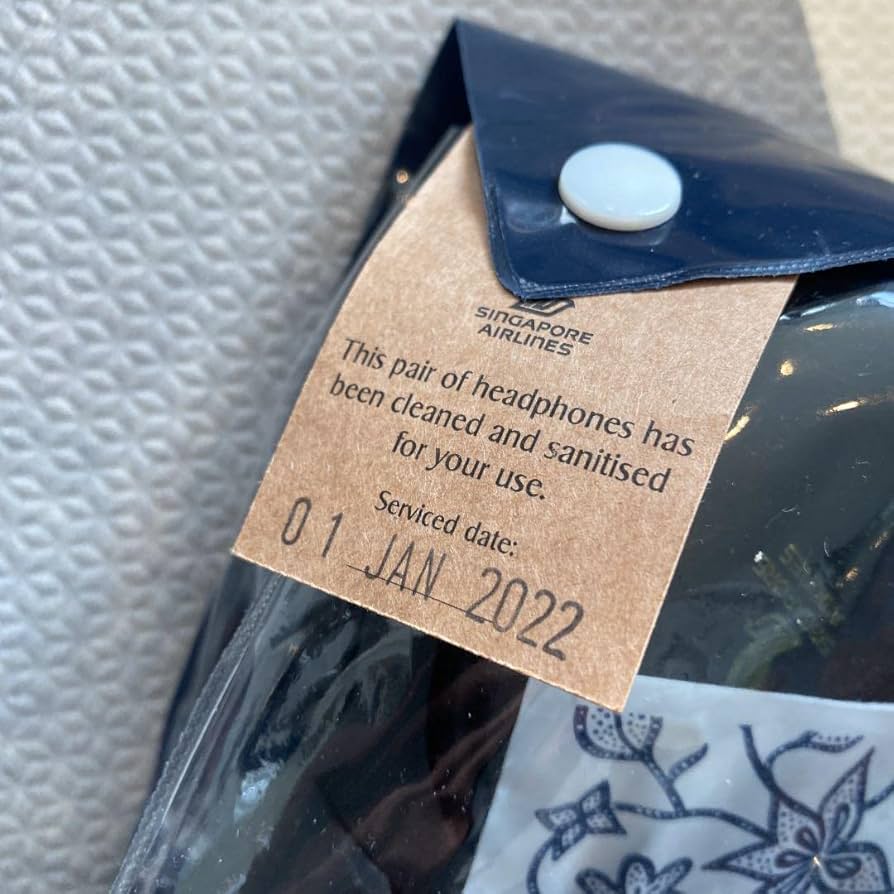 SINGAPORE
AIRLINES
This pair of headphones has
been cleaned and sanitised
for your use.
Serviced date:
01 JAN 2022